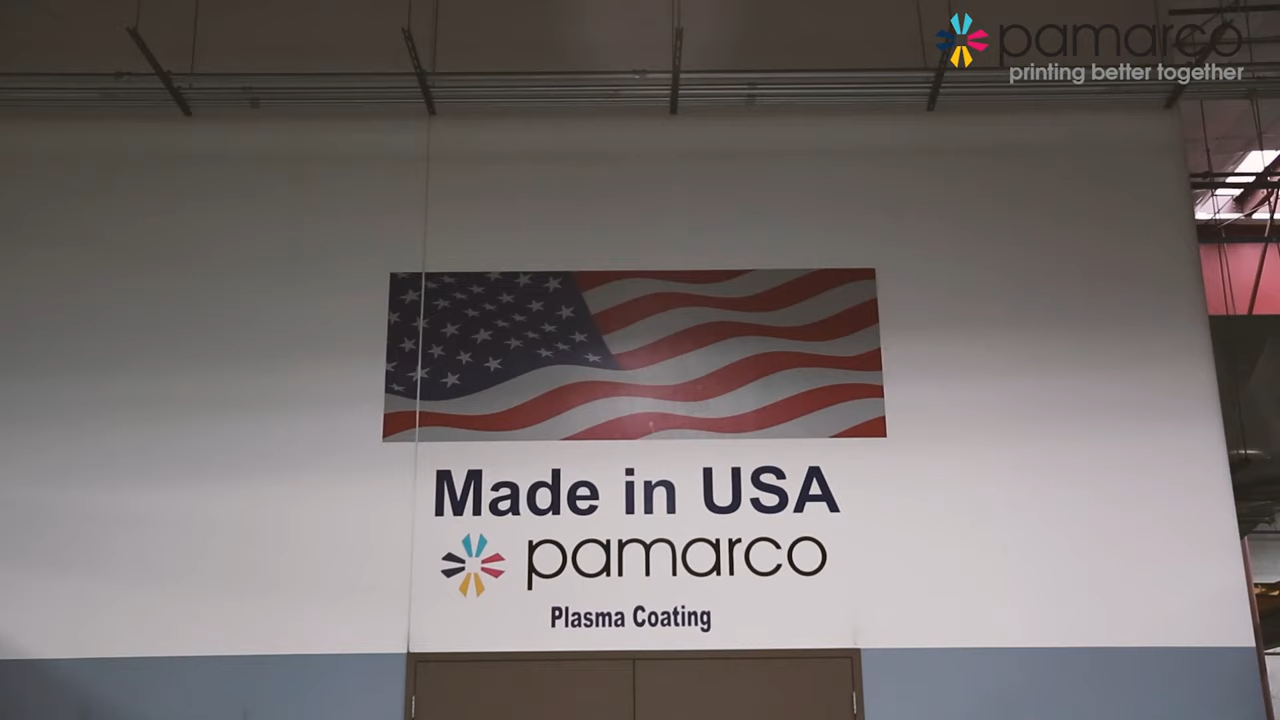 pamarco
printing better together
Made in USA
pamarco
Plasma Coating